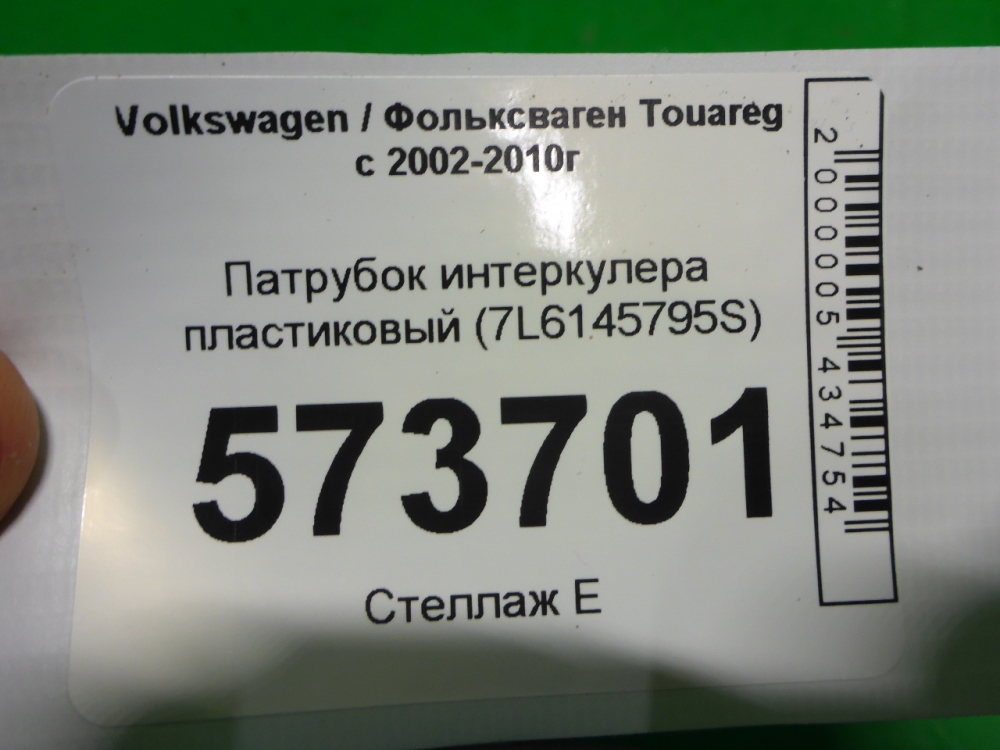 Volkswagen / Фольксваген Touareg
с 2002-2010г
Патрубок интеркулера
пластиковый (7L6145795S)
573701
Стеллаж Е
2000005434754